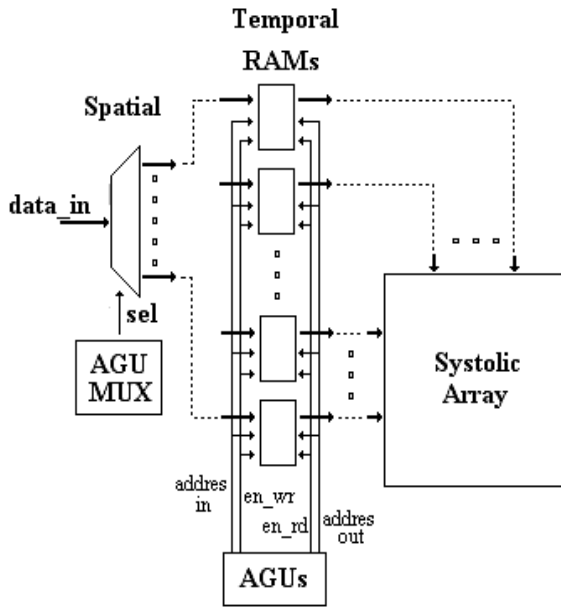 Temporal
RAMs
Spatial
data_in
sel
AGU
MUX
Systolic
Array
addres
in
en_wr
en_rd
addres
out
AGUs